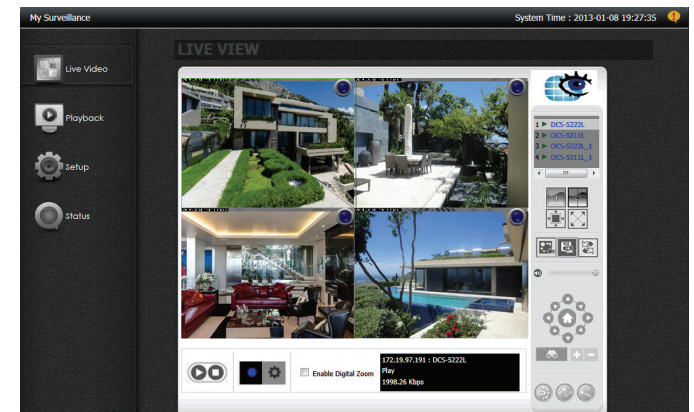 My Surveillance
System Time : 2013-01-08 19:27:35
LIVE VIEW
Live Video
Playback
Setup
Status
1 DCS-5222L
2 DCS-5211L
3 DCS-5222L_1
4 DCS-5211L_1
Enable Digital Zoom
172.19.97.191 : DCS-5222L
Play
1998.26 Kbps